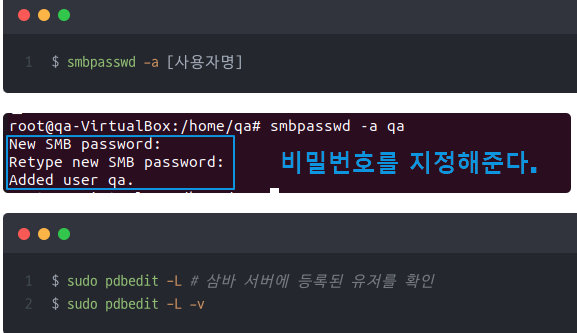 1 $ smbpasswd -a [사용자명]
root@qa-VirtualBox:/home/qa# smbpasswd -a qa
New SMB password:
Retype new SMB password:
Added user qa.
비밀번호를 지정해준다.
1 $ sudo pdbedit -L # 삼바 서버에 등록된 유저를 확인
2 $ sudo pdbedit -L -v